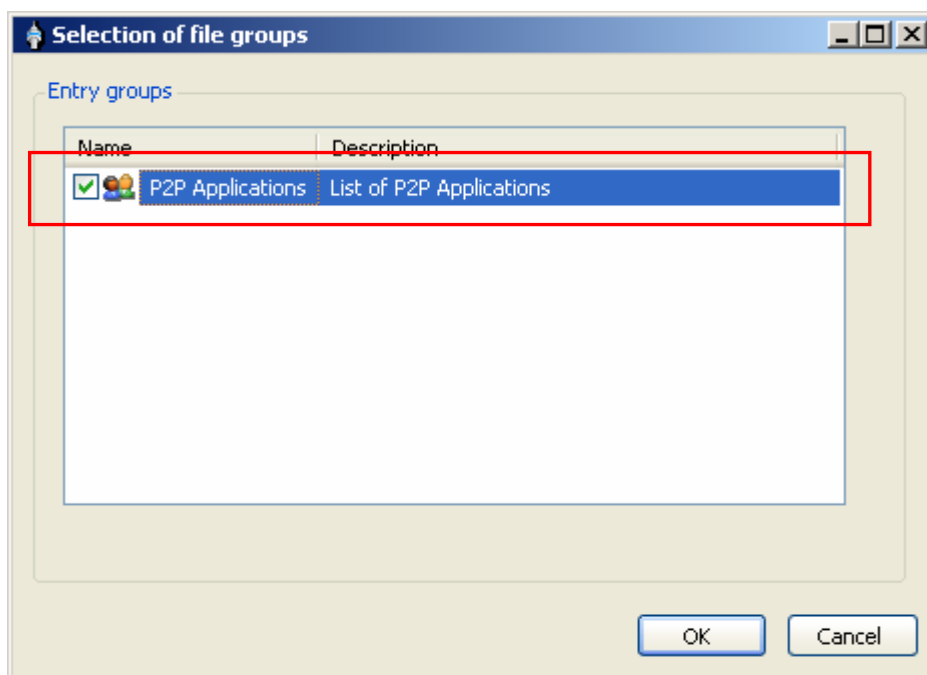 Selection of file groups
Entry groups
Name Description
P2P Applications List of P2P Applications
OK Cancel